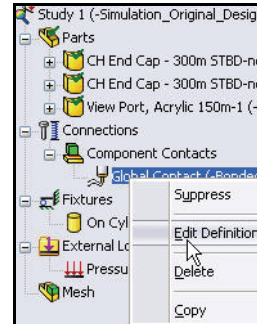 Study 1 (-Simulation_Original_Desig
Parts
CH End Cap - 300m STBD-n
CH End Cap - 300m STBD-n
View Port, Acrylic 150m-1 (-
Connections
Component Contacts
Global Contact (-Bonded
Suppress
Fixtures
Edit Definition
On Cyl
External Lo
Delete
Pressu
Mesh
Copy